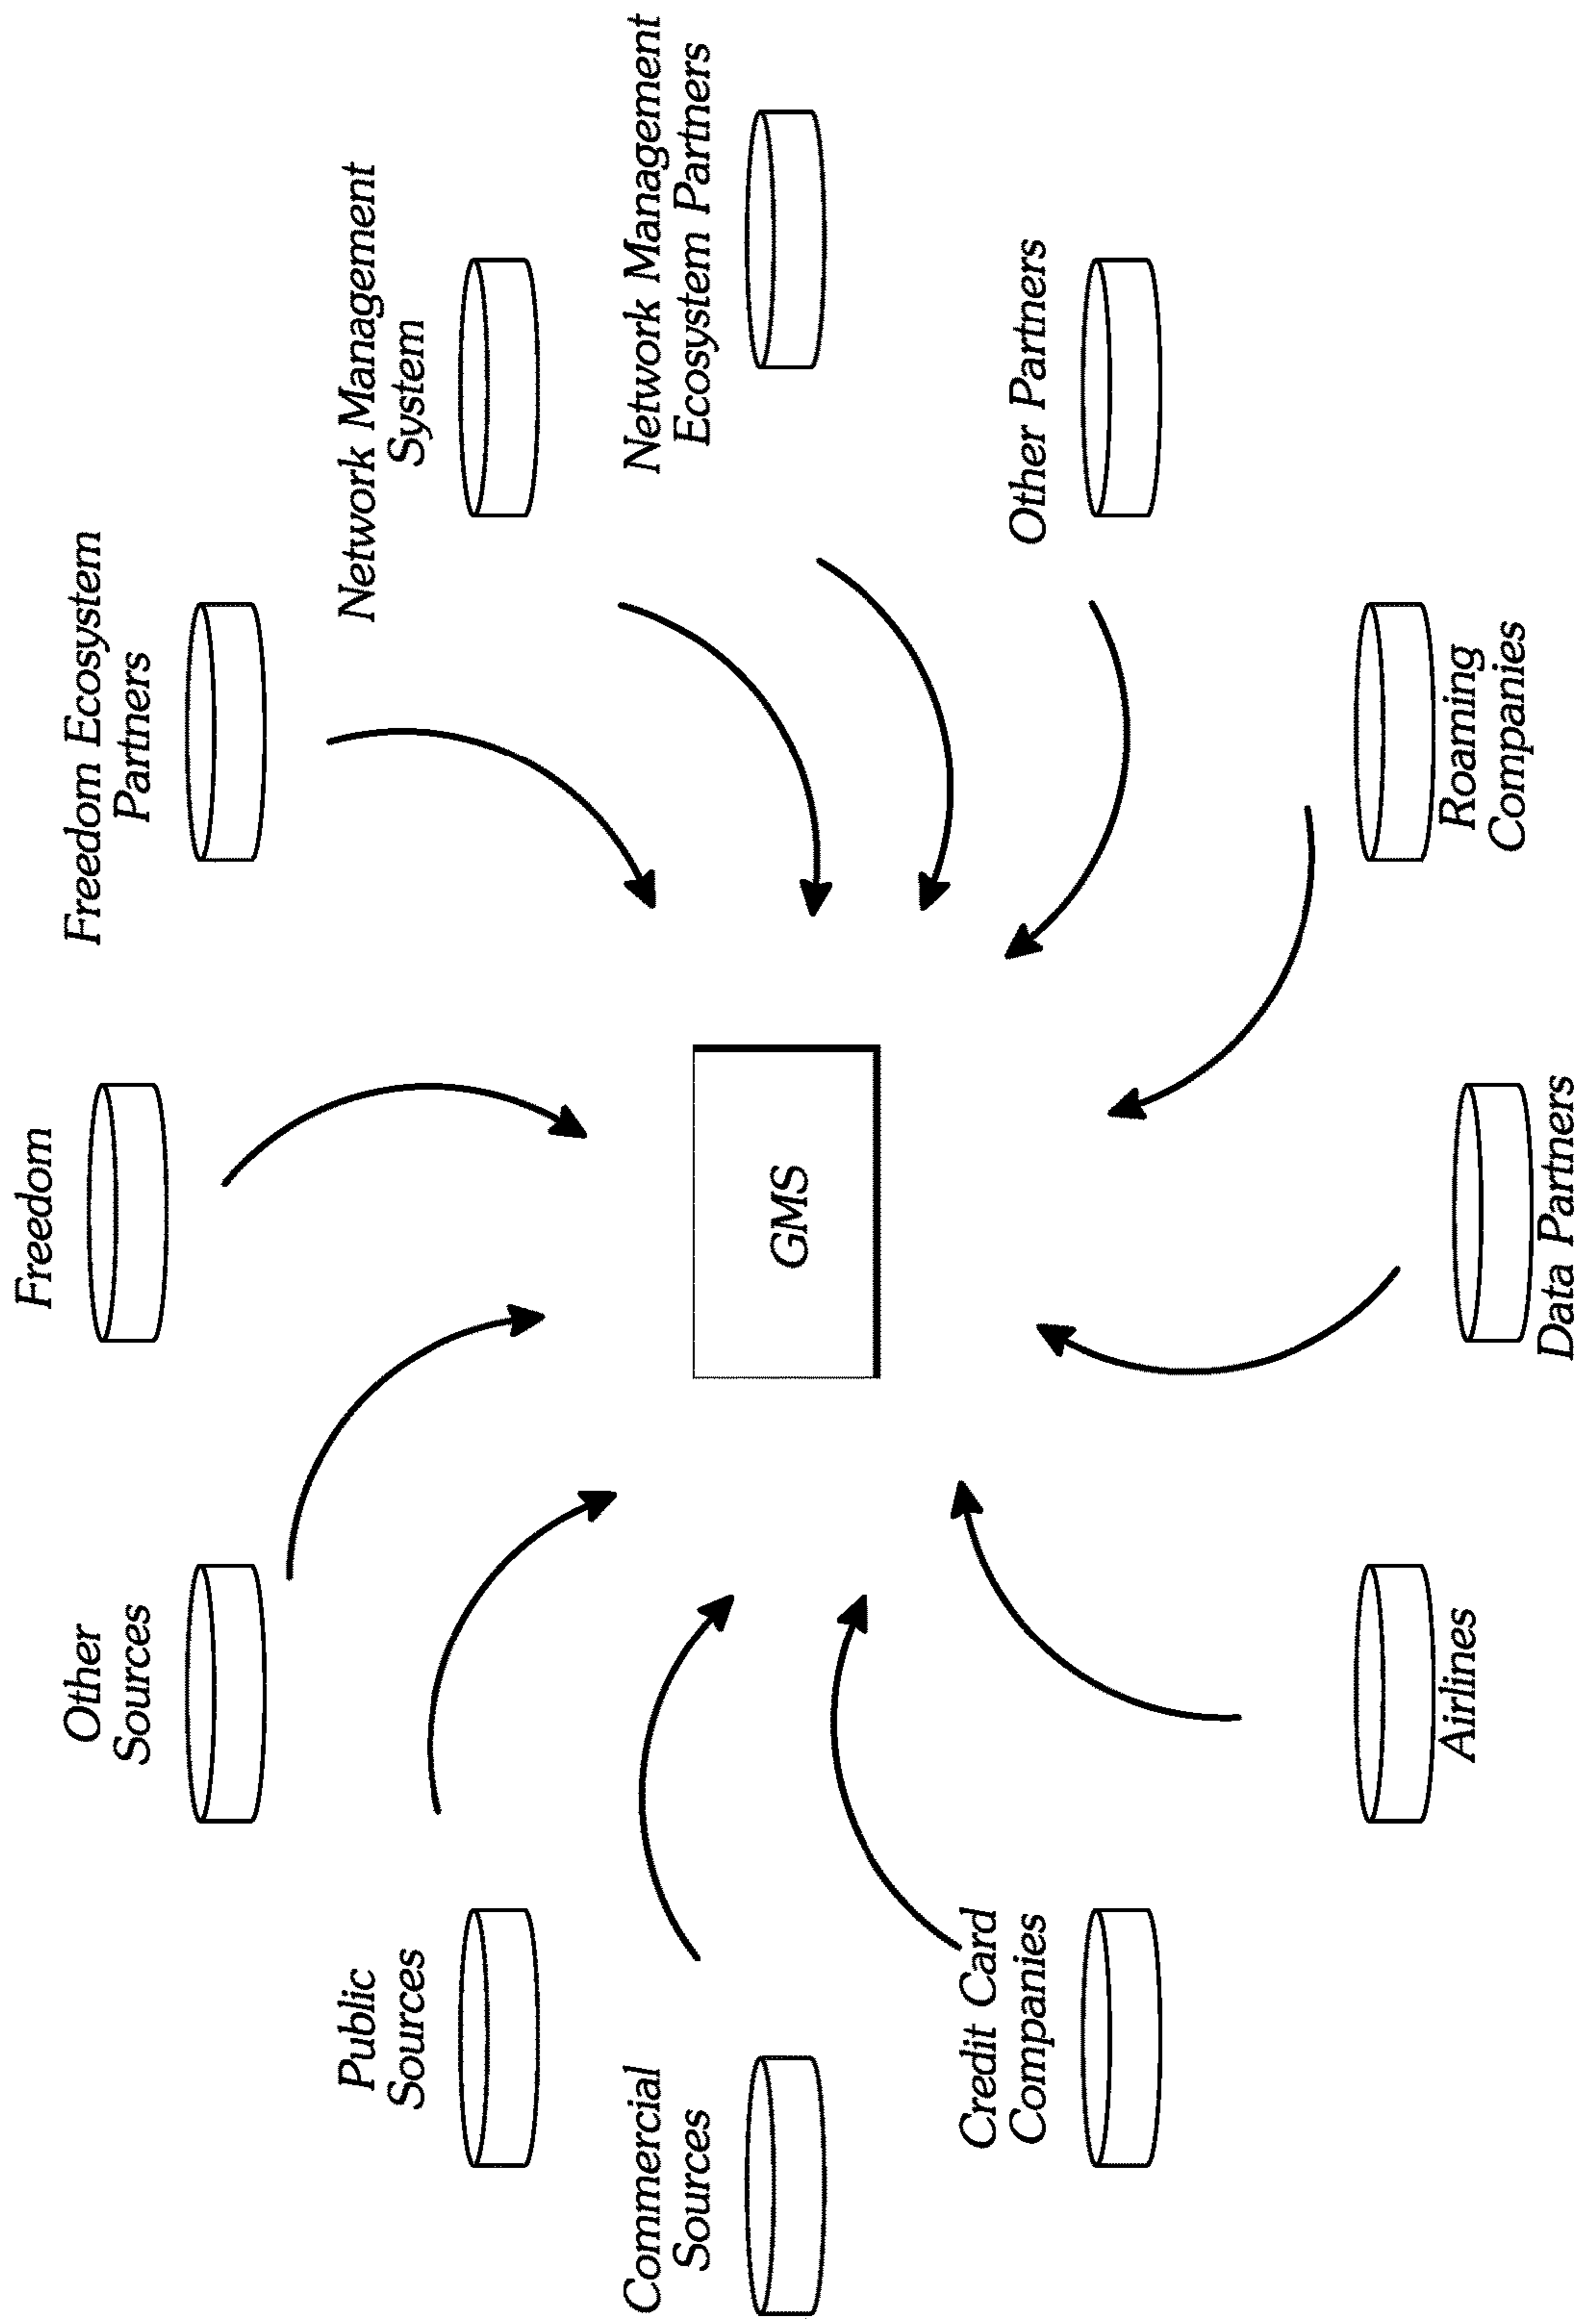 Freedom
Other
Sources
Freedom Ecosystem
Partners
Public
Sources
Network Management
System
Commercial
Sources
GMS
Network Management
Ecosystem Partners
Credit Card
Companies
Other Partners
Airlines
Roaming
Companies
Data Partners